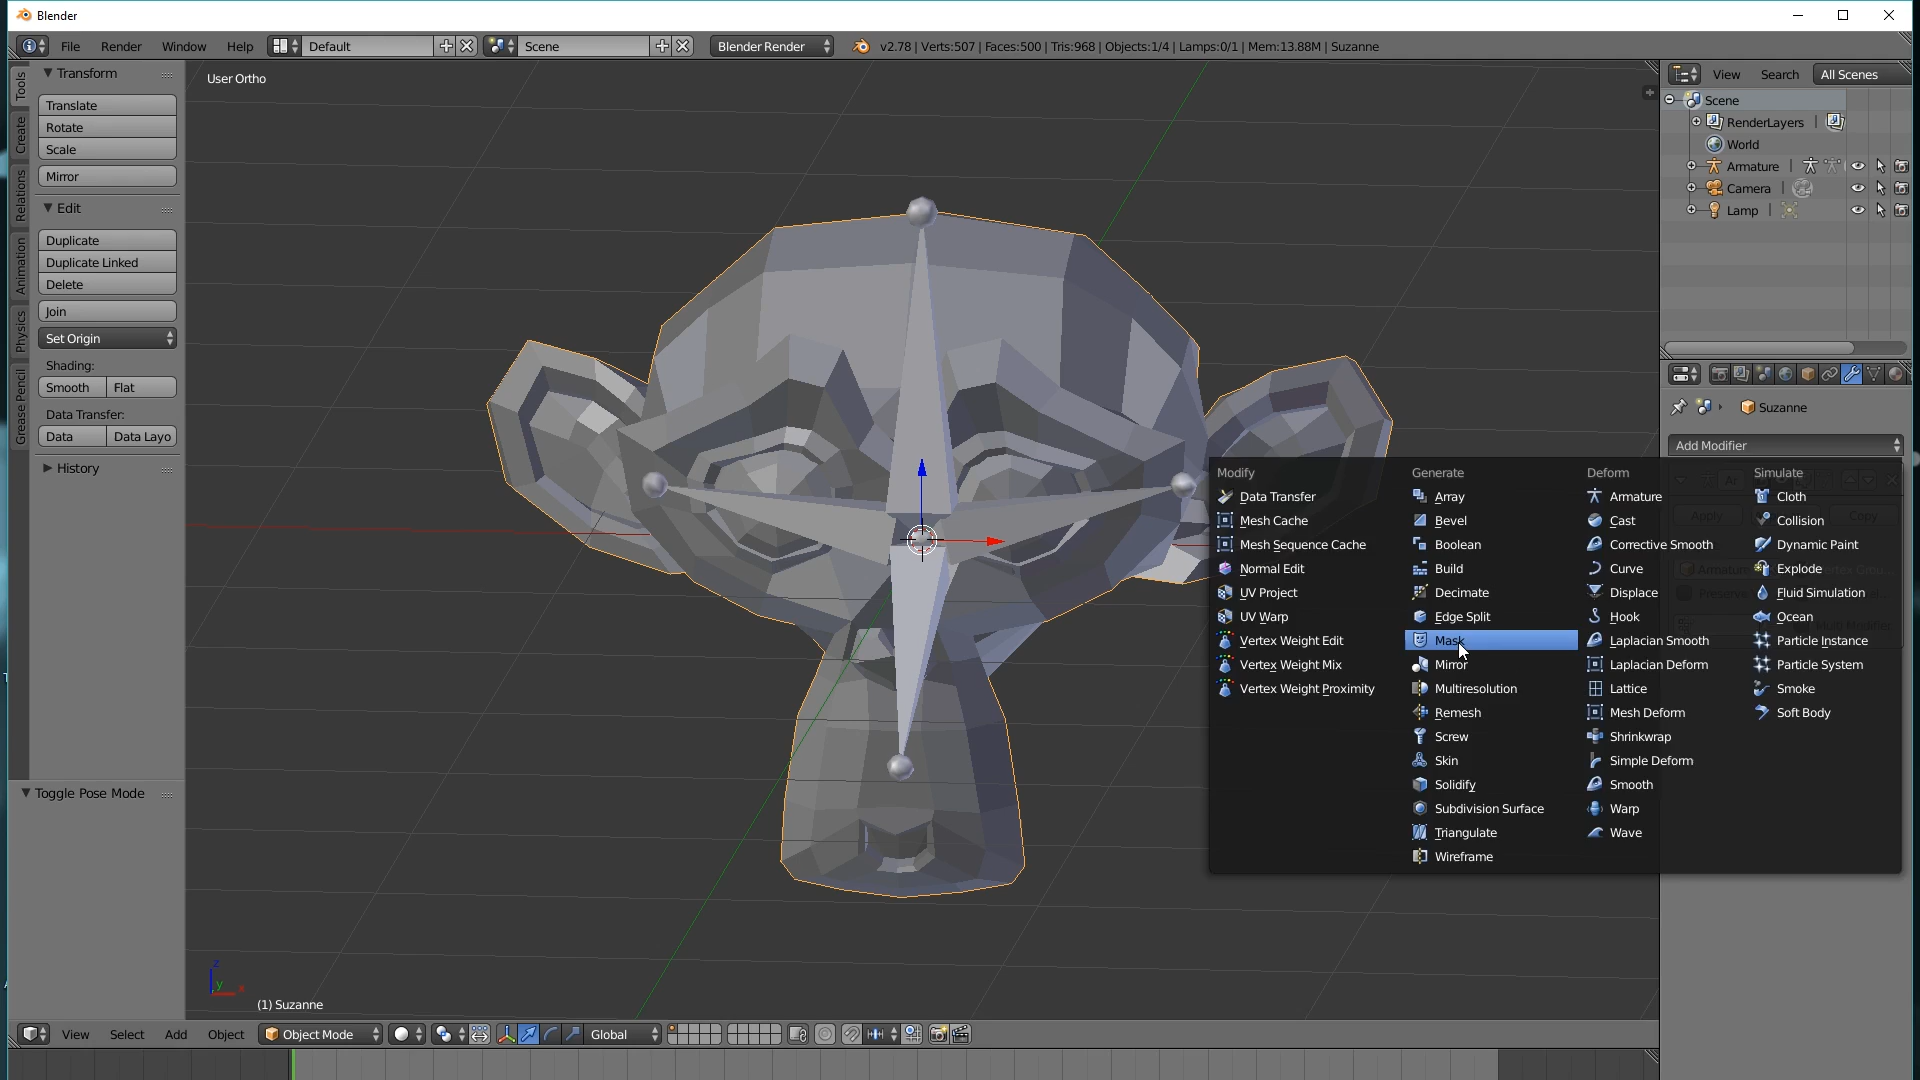 Blender
File Render Window Help Default Scene Blender Render v2.78 | Verts:507 | Faces:500 | Tris:968 | Objects:1/4 | Lamps:0/1 | Mem:13.88M | Suzanne
Tools
Create
Relations
Animation
Physics
Grease Pencil
Transform
Translate
Rotate
Scale
Mirror
Edit
Duplicate
Duplicate Linked
Delete
Join
Set Origin
Shading:
Smooth Flat
Data Transfer:
Data Data Layo
History
Toggle Pose Mode
User Ortho
z
y
x
(1) Suzanne
View Select Add Object Object Mode Global
View Search All Scenes
Scene
RenderLayers |
World
Armature |
Camera |
Lamp |
Suzanne
Add Modifier
Apply Copy
Modify
Data Transfer
Mesh Cache
Mesh Sequence Cache
Normal Edit
UV Project
UV Warp
Vertex Weight Edit
Vertex Weight Mix
Vertex Weight Proximity
Generate
Array
Bevel
Boolean
Build
Decimate
Edge Split
Mask
Mirror
Multiresolution
Remesh
Screw
Skin
Solidify
Subdivision Surface
Triangulate
Wireframe
Deform
Armature
Cast
Corrective Smooth
Curve
Displace
Hook
Laplacian Smooth
Laplacian Deform
Lattice
Mesh Deform
Shrinkwrap
Simple Deform
Smooth
Warp
Wave
Simulate
Cloth
Collision
Dynamic Paint
Explode
Fluid Simulation
Ocean
Particle Instance
Particle System
Smoke
Soft Body